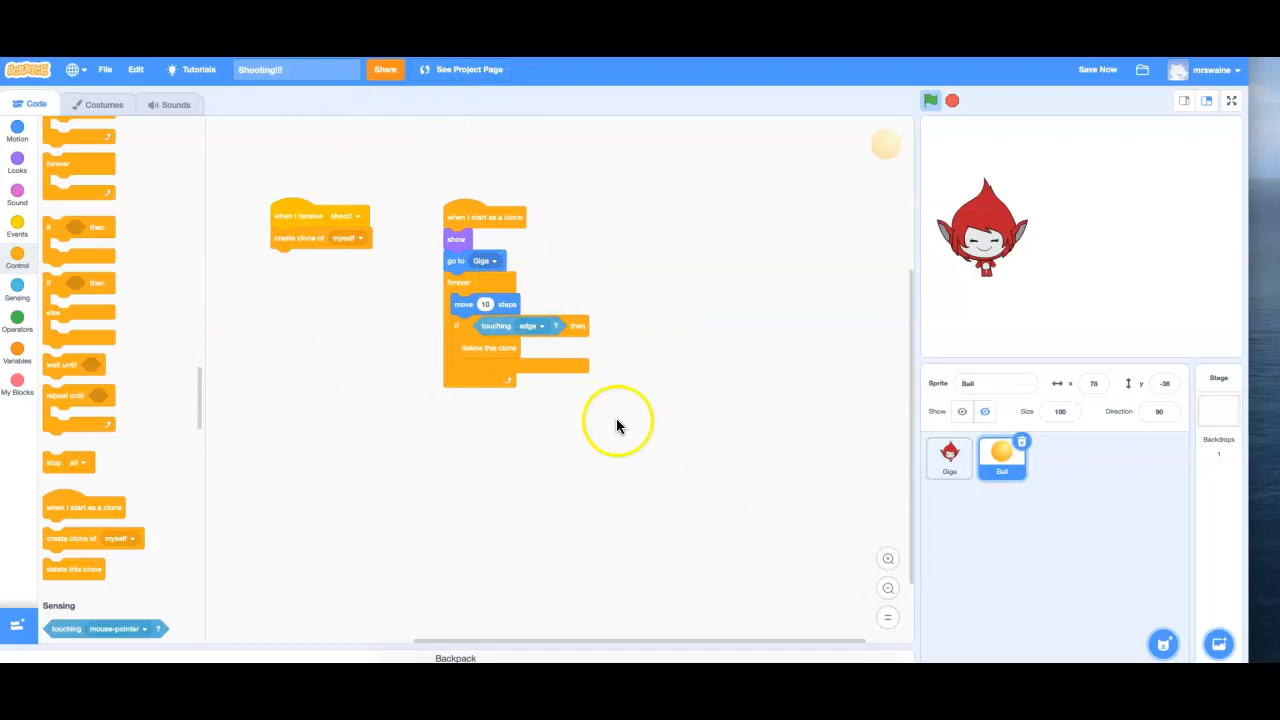 SCRATCH
File
Edit
Tutorials
Shooting!!!
Share
See Project Page
Save Now
mrswaine
Code
Costumes
Sounds
Motion
Looks
Sound
Events
Control
Sensing
Operators
Variables
My Blocks
forever
if then
if then
else
wait until
repeat until
stop all
when I start as a clone
create clone of myself
delete this clone
Sensing
touching mouse-pointer ?
when I receive shoot!
create clone of myself
when I start as a clone
show
go to Giga
forever
move 10 steps
if touching edge ? then
delete this clone
Backpack
Sprite Ball x 78 y -36
Show Size 100 Direction 90
Giga
Ball
Stage
Backdrops
1